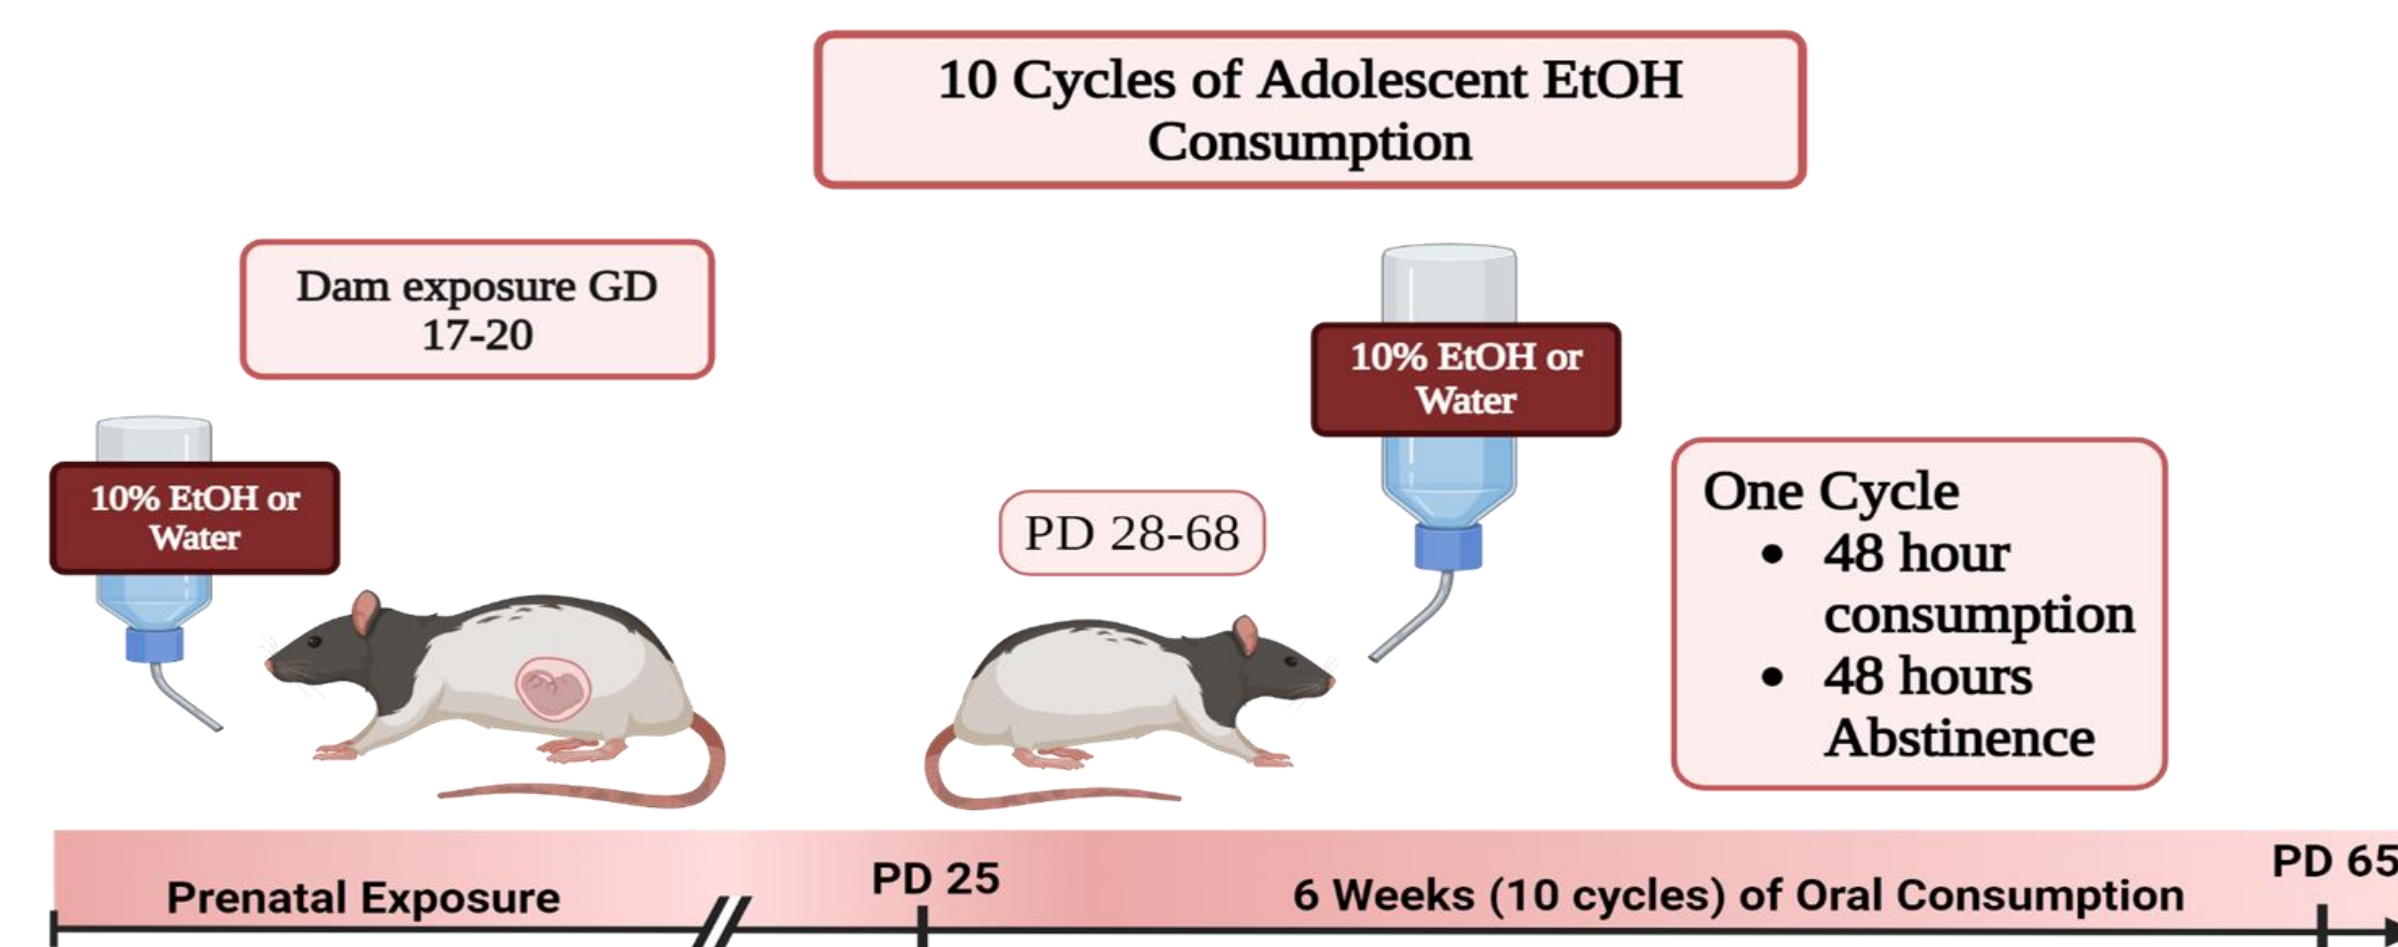 10 Cycles of Adolescent EtOH
Consumption
Dam exposure GD
17-20
10% EtOH or
Water
10% EtOH or
Water
PD 28-68
One Cycle
• 48 hour
consumption
• 48 hours
Abstinence
Prenatal Exposure
PD 25
6 Weeks (10 cycles) of Oral Consumption
PD 65